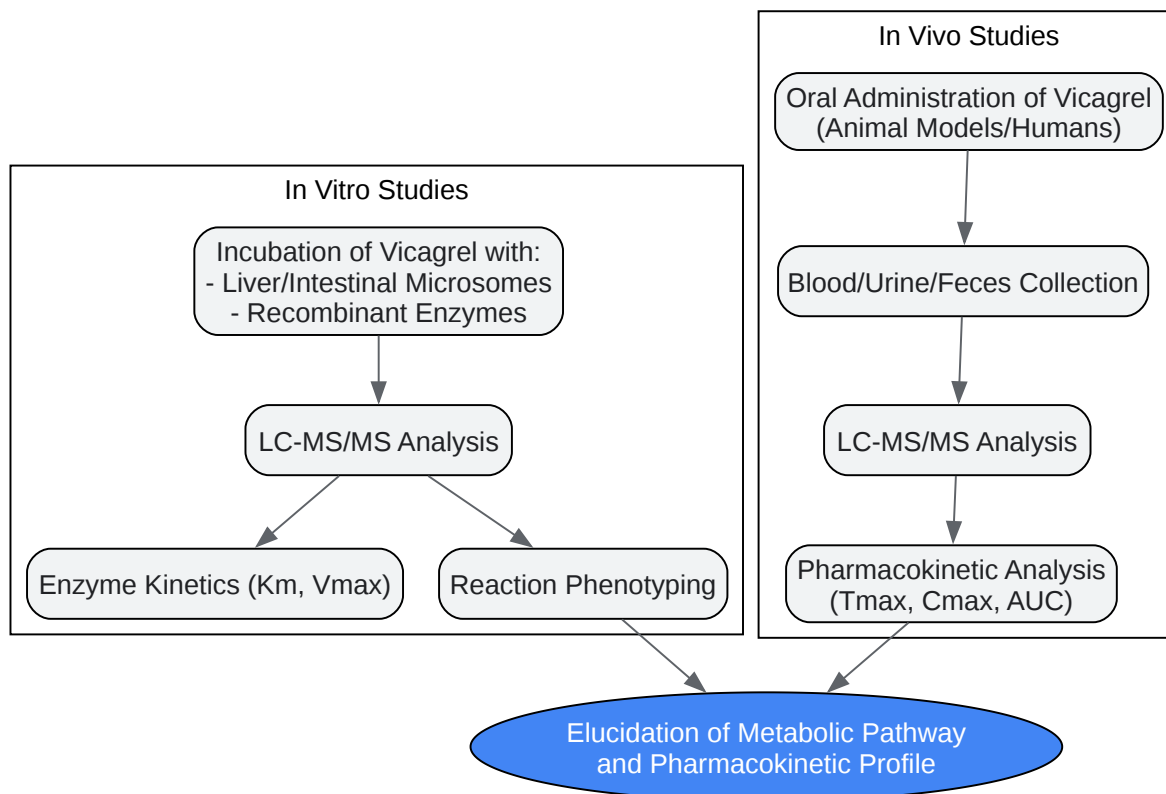 In Vitro Studies
Incubation of Vicagrel with:
- Liver/Intestinal Microsomes
- Recombinant Enzymes
LC-MS/MS Analysis
Enzyme Kinetics (Km, Vmax)
Reaction Phenotyping
In Vivo Studies
Oral Administration of Vicagrel
(Animal Models/Humans)
Blood/Urine/Feces Collection
LC-MS/MS Analysis
Pharmacokinetic Analysis
(Tmax, Cmax, AUC)
Elucidation of Metabolic Pathway
and Pharmacokinetic Profile